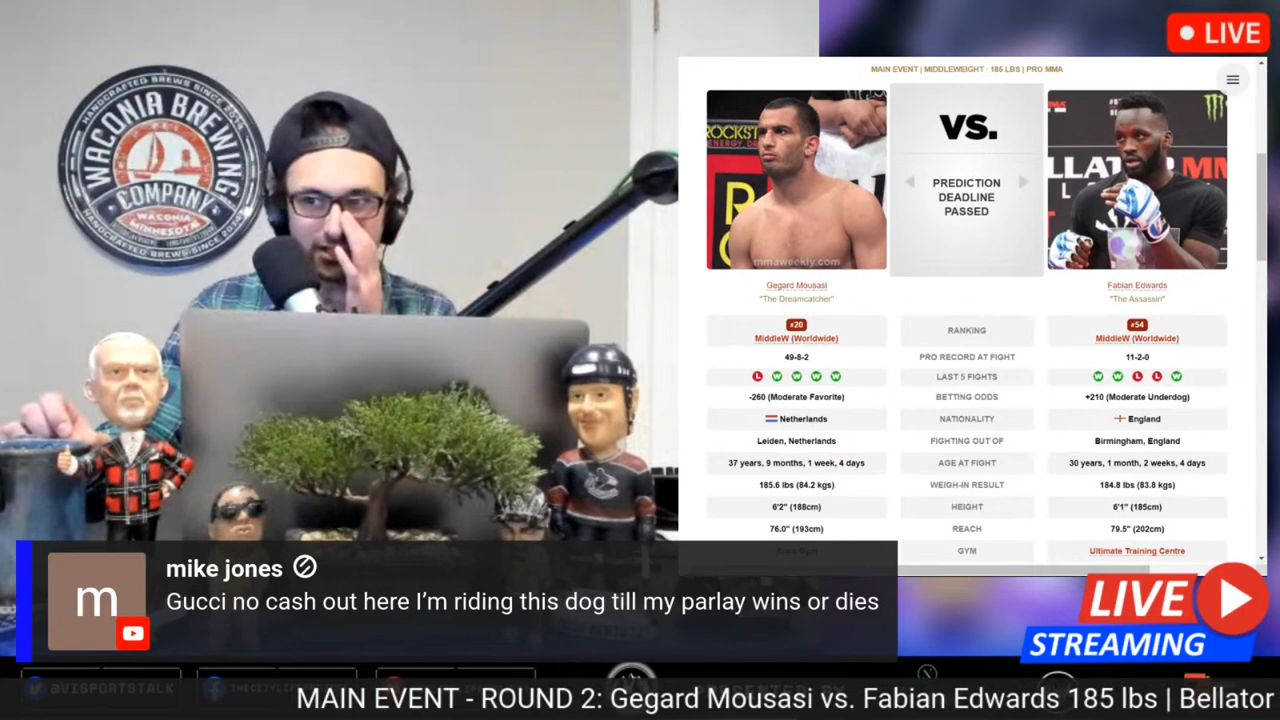 LIVE
MAIN EVENT | MIDDLEWEIGHT · 185 LBS | PRO MMA
HANDCRAFTED BREWS SINCE 2014
WACONIA BREWING
COMPANY
WACONIA
MINNESOTA
VS.
PREDICTION
DEADLINE
PASSED
ROCKST
ENERGY
mmaweekly.com
LLATOR MM
Gegard Mousasi
Fabian Edwards
"The Dreamcatcher"
"The Assassin"
#20 RANKING #54
MiddleW (Worldwide) MiddleW (Worldwide)
49-8-2 PRO RECORD AT FIGHT 11-2-0
L W W W W LAST 5 FIGHTS W W L L W
-260 (Moderate Favorite) BETTING ODDS +210 (Moderate Underdog)
Netherlands NATIONALITY England
Leiden, Netherlands FIGHTING OUT OF Birmingham, England
37 years, 9 months, 1 week, 4 days AGE AT FIGHT 30 years, 1 month, 2 weeks, 4 days
185.6 lbs (84.2 kgs) WEIGH-IN RESULT 184.8 lbs (83.8 kgs)
6'2" (188cm) HEIGHT 6'1" (185cm)
76.0" (193cm) REACH 79.5" (202cm)
GYM Ultimate Training Centre
m
mike jones
Gucci no cash out here I'm riding this dog till my parlay wins or dies
LIVE
STREAMING
@VISPORTSTALK
MAIN EVENT - ROUND 2: Gegard Mousasi vs. Fabian Edwards 185 lbs | Bellator